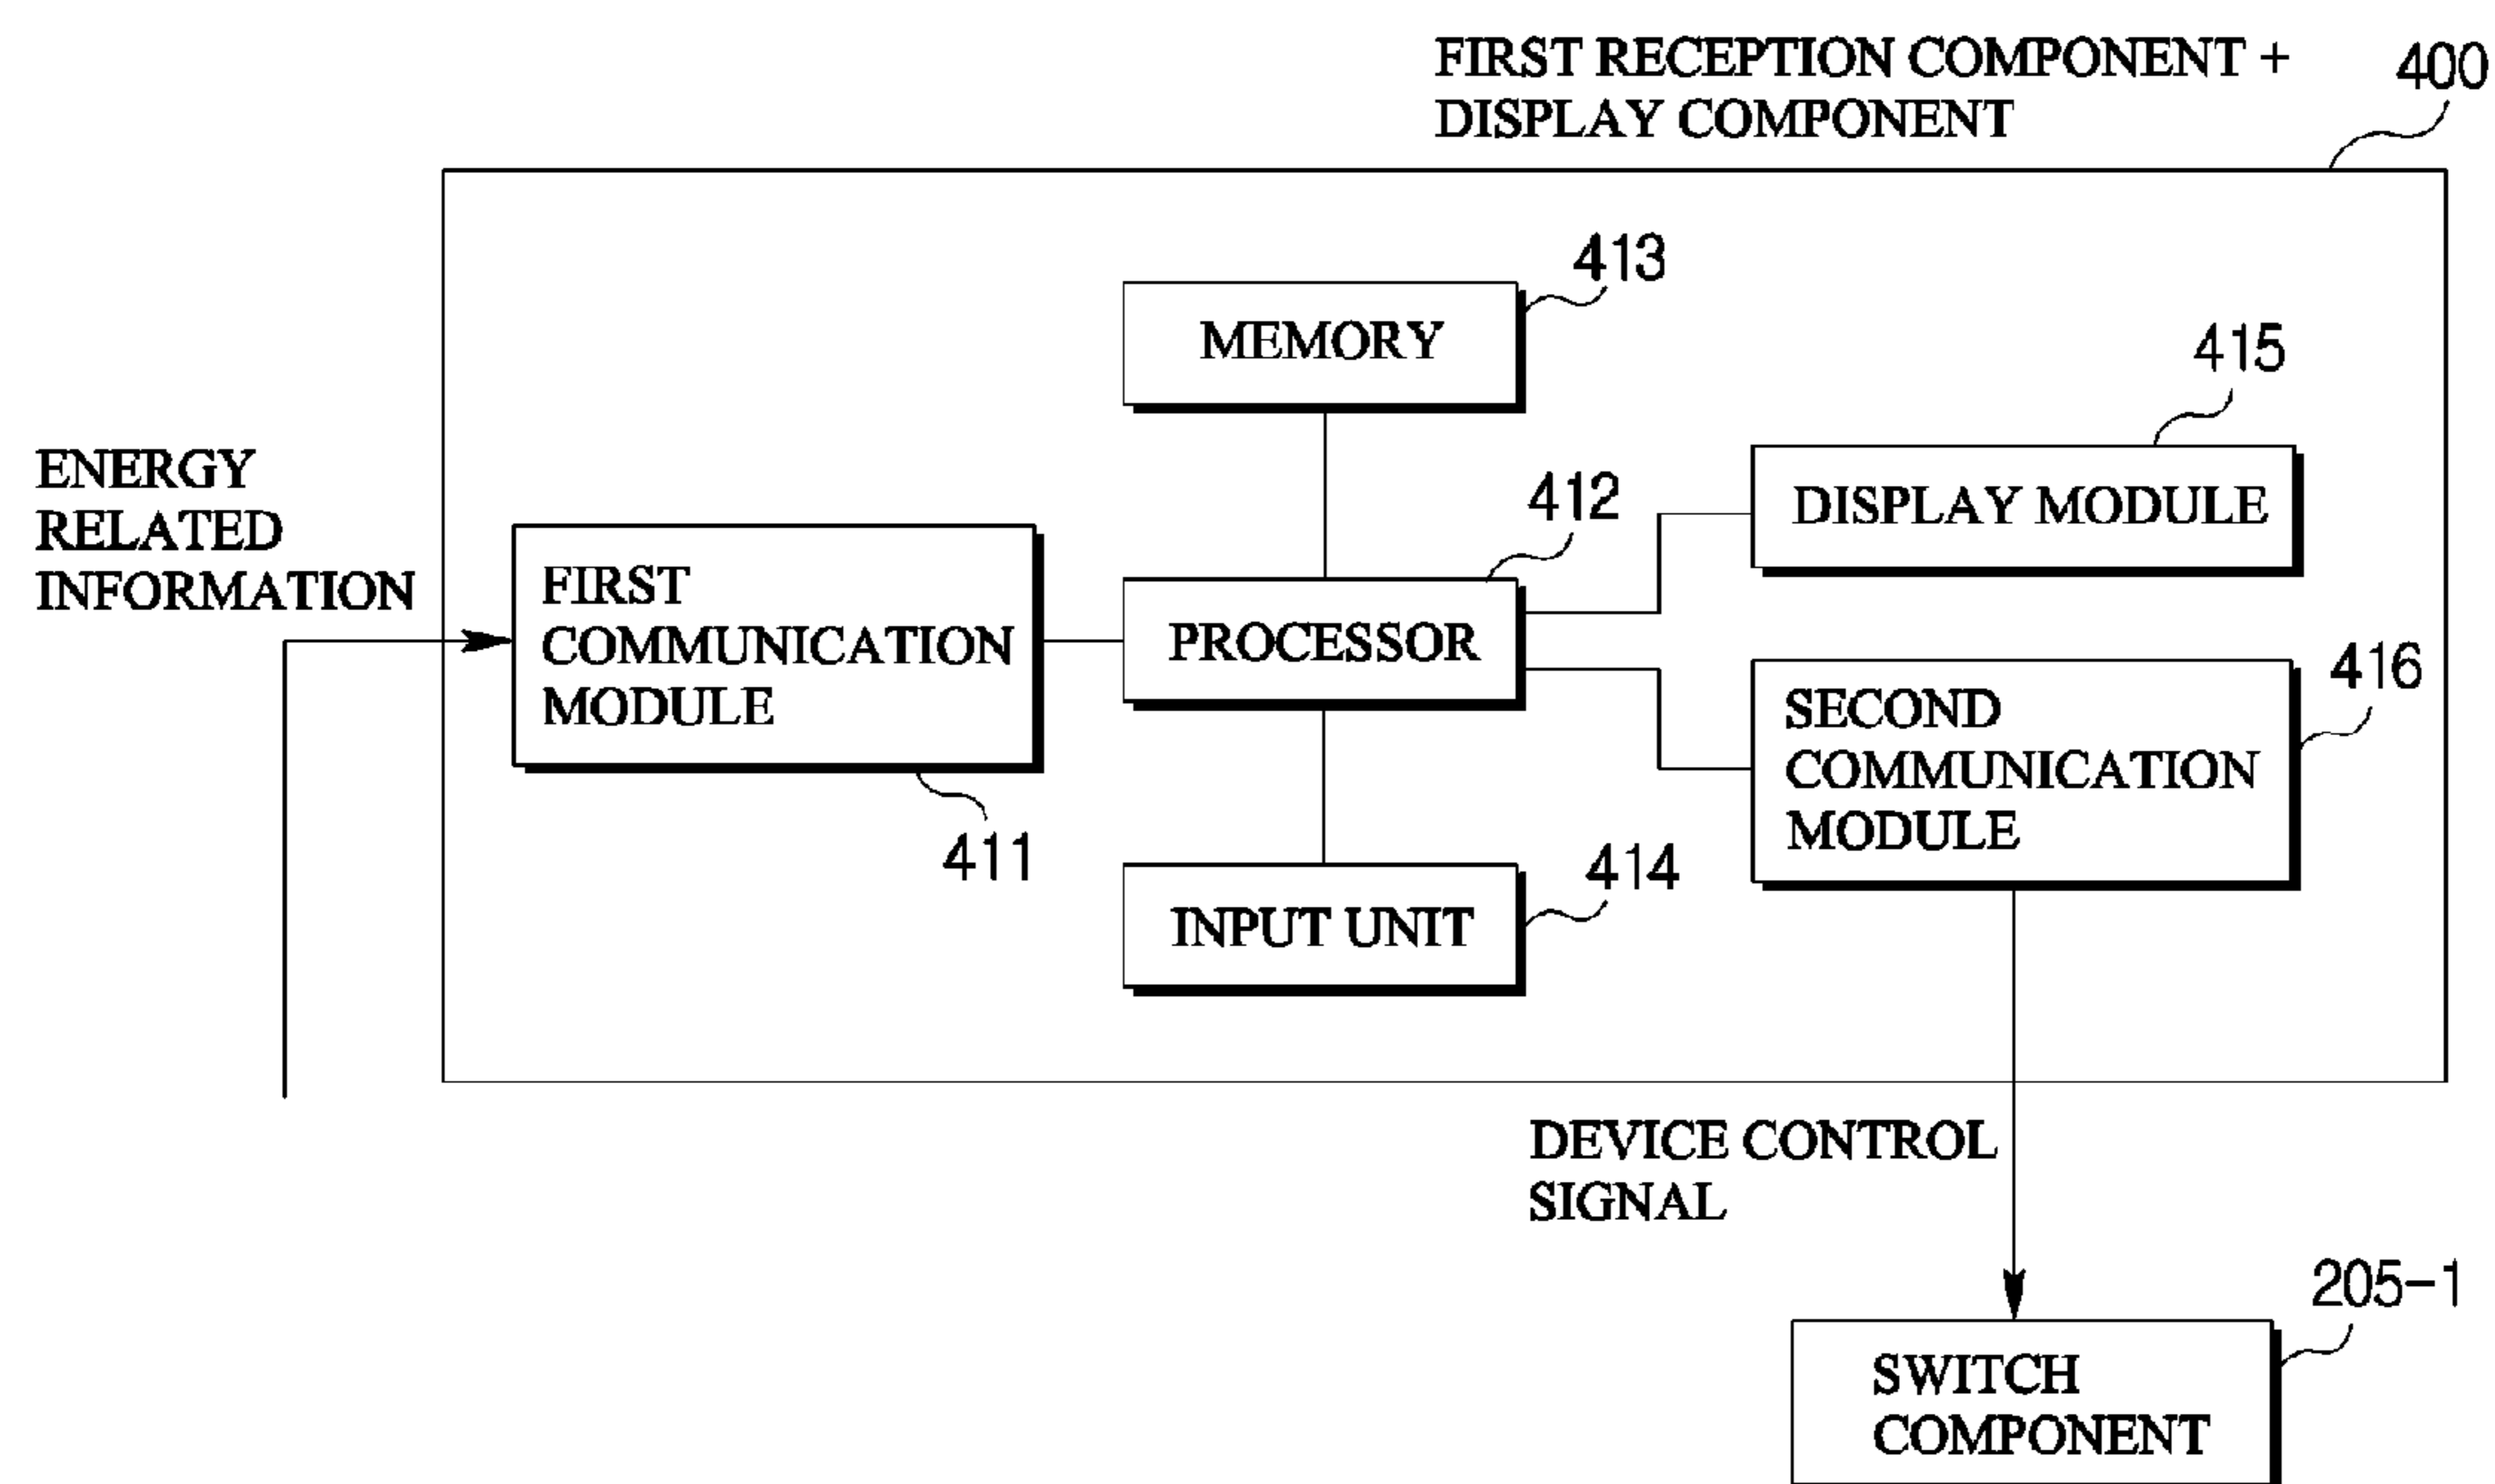 FIRST RECEPTION COMPONENT +
DISPLAY COMPONENT
400
413
MEMORY
415
DISPLAY MODULE
ENERGY
RELATED
INFORMATION
412
PROCESSOR
FIRST
COMMUNICATION
MODULE
411
416
SECOND
COMMUNICATION
MODULE
414
INPUT UNIT
DEVICE CONTROL
SIGNAL
205-1
SWITCH
COMPONENT